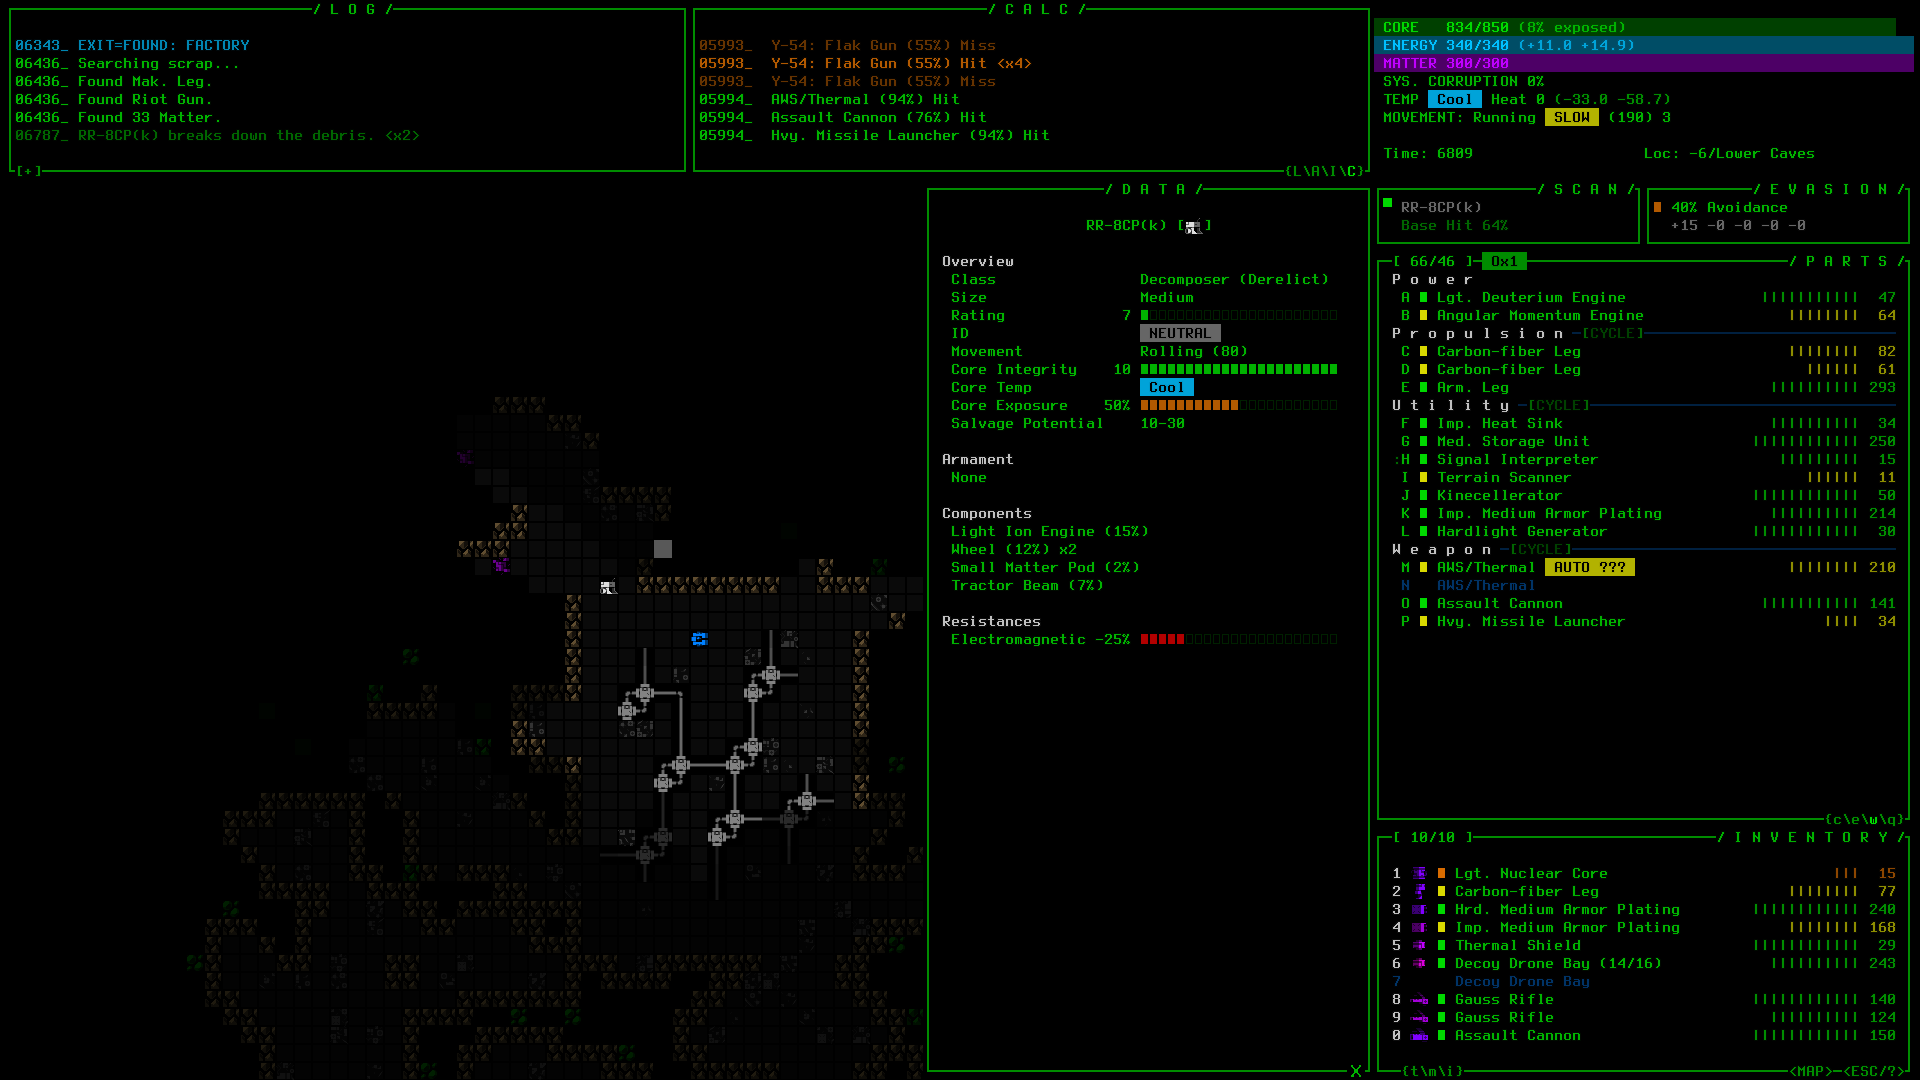 / L O G /
06343_ EXIT=FOUND: FACTORY
06436_ Searching scrap...
06436_ Found Mak. Leg.
06436_ Found Riot Gun.
06436_ Found 33 Matter.
06787_ RR-8CP(k) breaks down the debris. <x2>
[+]
/ C A L C /
05993_ Y-54: Flak Gun (55%) Miss
05993_ Y-54: Flak Gun (55%) Hit <x4>
05993_ Y-54: Flak Gun (55%) Miss
05994_ AWS/Thermal (94%) Hit
05994_ Assault Cannon (76%) Hit
05994_ Hvy. Missile Launcher (94%) Hit
{L\A\I\C}
CORE 834/850 (8% exposed)
ENERGY 340/340 (+11.0 +14.9)
MATTER 300/300
SYS. CORRUPTION 0%
TEMP Cool Heat 0 (-33.0 -58.7)
MOVEMENT: Running SLOW (190) 3
Time: 6809 Loc: -6/Lower Caves
/ D A T A /
RR-8CP(k) [ ]
Overview
Class Decomposer (Derelict)
Size Medium
Rating 7
ID NEUTRAL
Movement Rolling (80)
Core Integrity 10
Core Temp Cool
Core Exposure 50%
Salvage Potential 10-30
Armament
None
Components
Light Ion Engine (15%)
Wheel (12%) x2
Small Matter Pod (2%)
Tractor Beam (7%)
Resistances
Electromagnetic -25%
X
/ S C A N /
RR-8CP(k)
Base Hit 64%
/ E V A S I O N /
40% Avoidance
+15 -0 -0 -0 -0
[ 66/46 ] 0x1 / P A R T S /
P o w e r
A Lgt. Deuterium Engine 47
B Angular Momentum Engine 64
P r o p u l s i o n [CYCLE]
C Carbon-fiber Leg 82
D Carbon-fiber Leg 61
E Arm. Leg 293
U t i l i t y [CYCLE]
F Imp. Heat Sink 34
G Med. Storage Unit 250
:H Signal Interpreter 15
I Terrain Scanner 11
J Kinecellerator 50
K Imp. Medium Armor Plating 214
L Hardlight Generator 30
W e a p o n [CYCLE]
M AWS/Thermal AUTO ??? 210
N AWS/Thermal
O Assault Cannon 141
P Hvy. Missile Launcher 34
{c\e\w\q}
[ 10/10 ] / I N V E N T O R Y /
1 Lgt. Nuclear Core 15
2 Carbon-fiber Leg 77
3 Hrd. Medium Armor Plating 240
4 Imp. Medium Armor Plating 168
5 Thermal Shield 29
6 Decoy Drone Bay (14/16) 243
7 Decoy Drone Bay
8 Gauss Rifle 140
9 Gauss Rifle 124
0 Assault Cannon 150
{t\m\i} <MAP> <ESC/?>